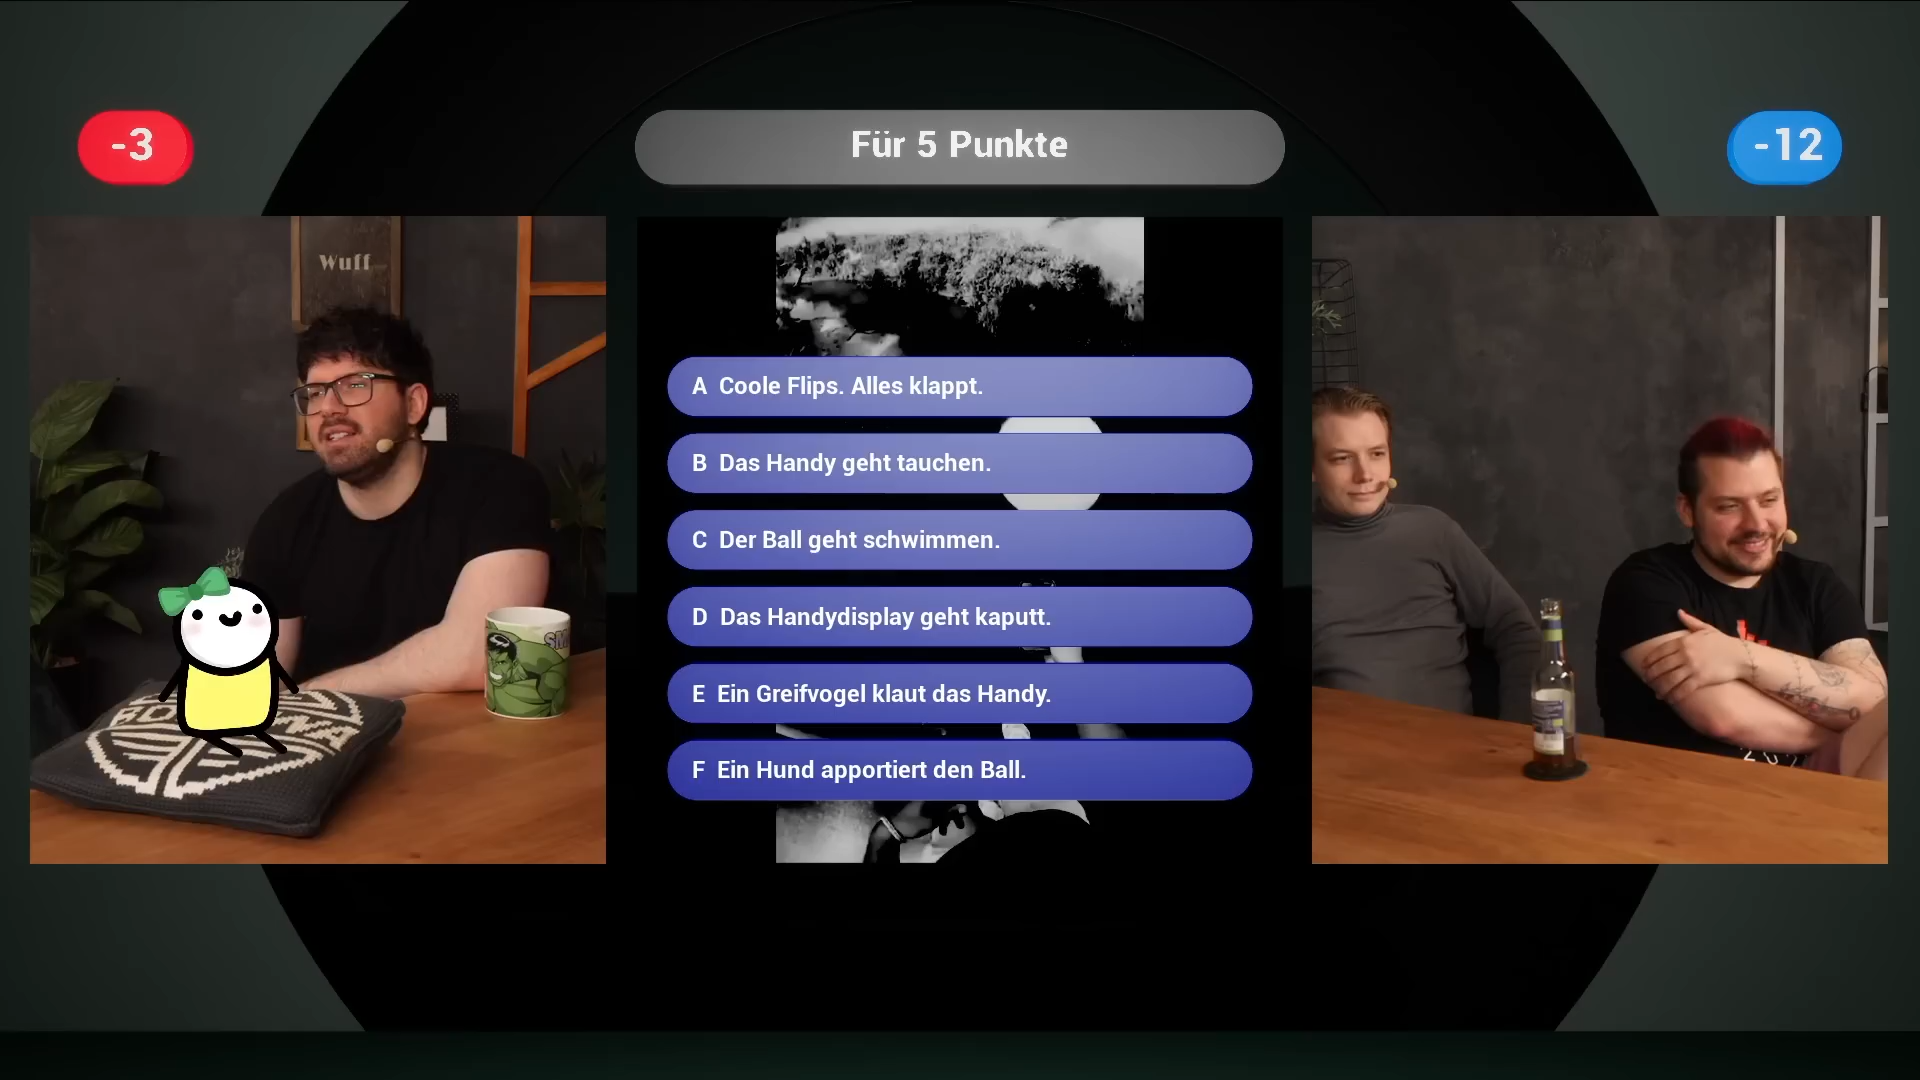 -3
Für 5 Punkte
-12
Wuff
A Coole Flips. Alles klappt.
B Das Handy geht tauchen.
C Der Ball geht schwimmen.
D Das Handydisplay geht kaputt.
E Ein Greifvogel klaut das Handy.
F Ein Hund apportiert den Ball.